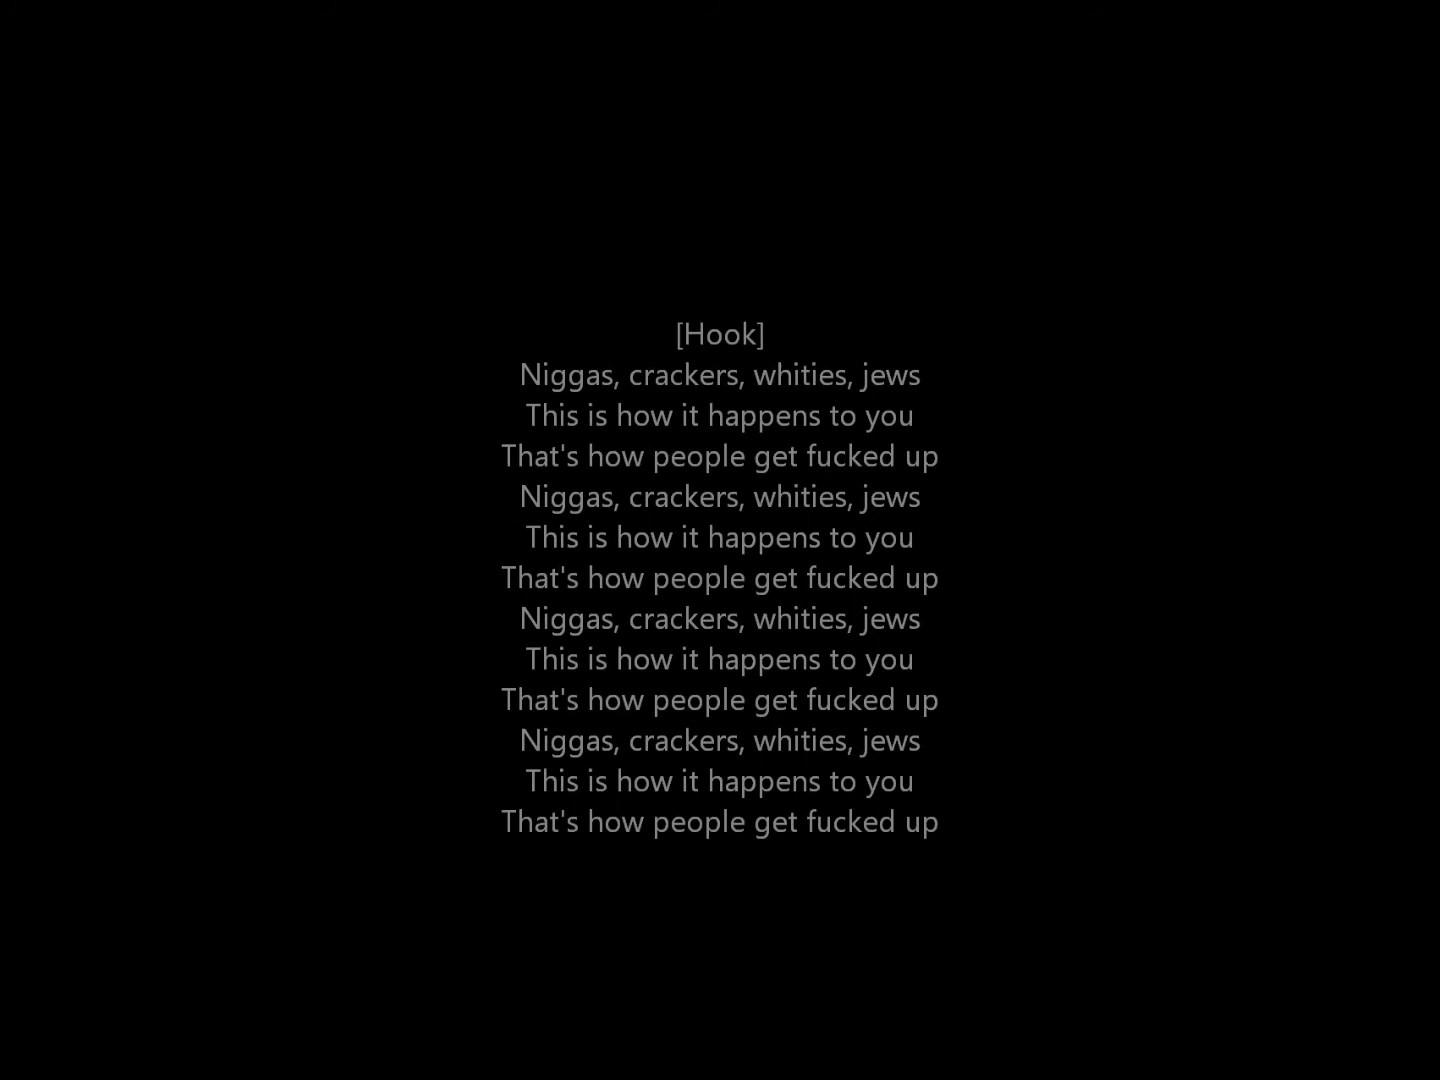 [Hook]
Niggas, crackers, whities, jews
This is how it happens to you
That's how people get fucked up
Niggas, crackers, whities, jews
This is how it happens to you
That's how people get fucked up
Niggas, crackers, whities, jews
This is how it happens to you
That's how people get fucked up
Niggas, crackers, whities, jews
This is how it happens to you
That's how people get fucked up